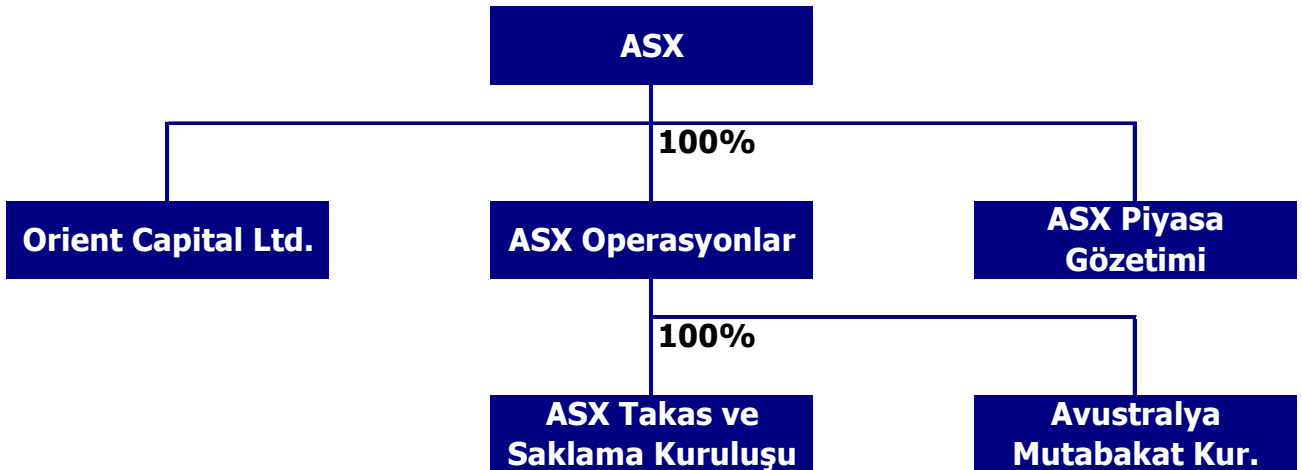 ASX
100%
Orient Capital Ltd.
ASX Operasyonlar
ASX Piyasa
Gözetimi
100%
ASX Takas ve
Saklama Kuruluşu
Avustralya
Mutabakat Kur.